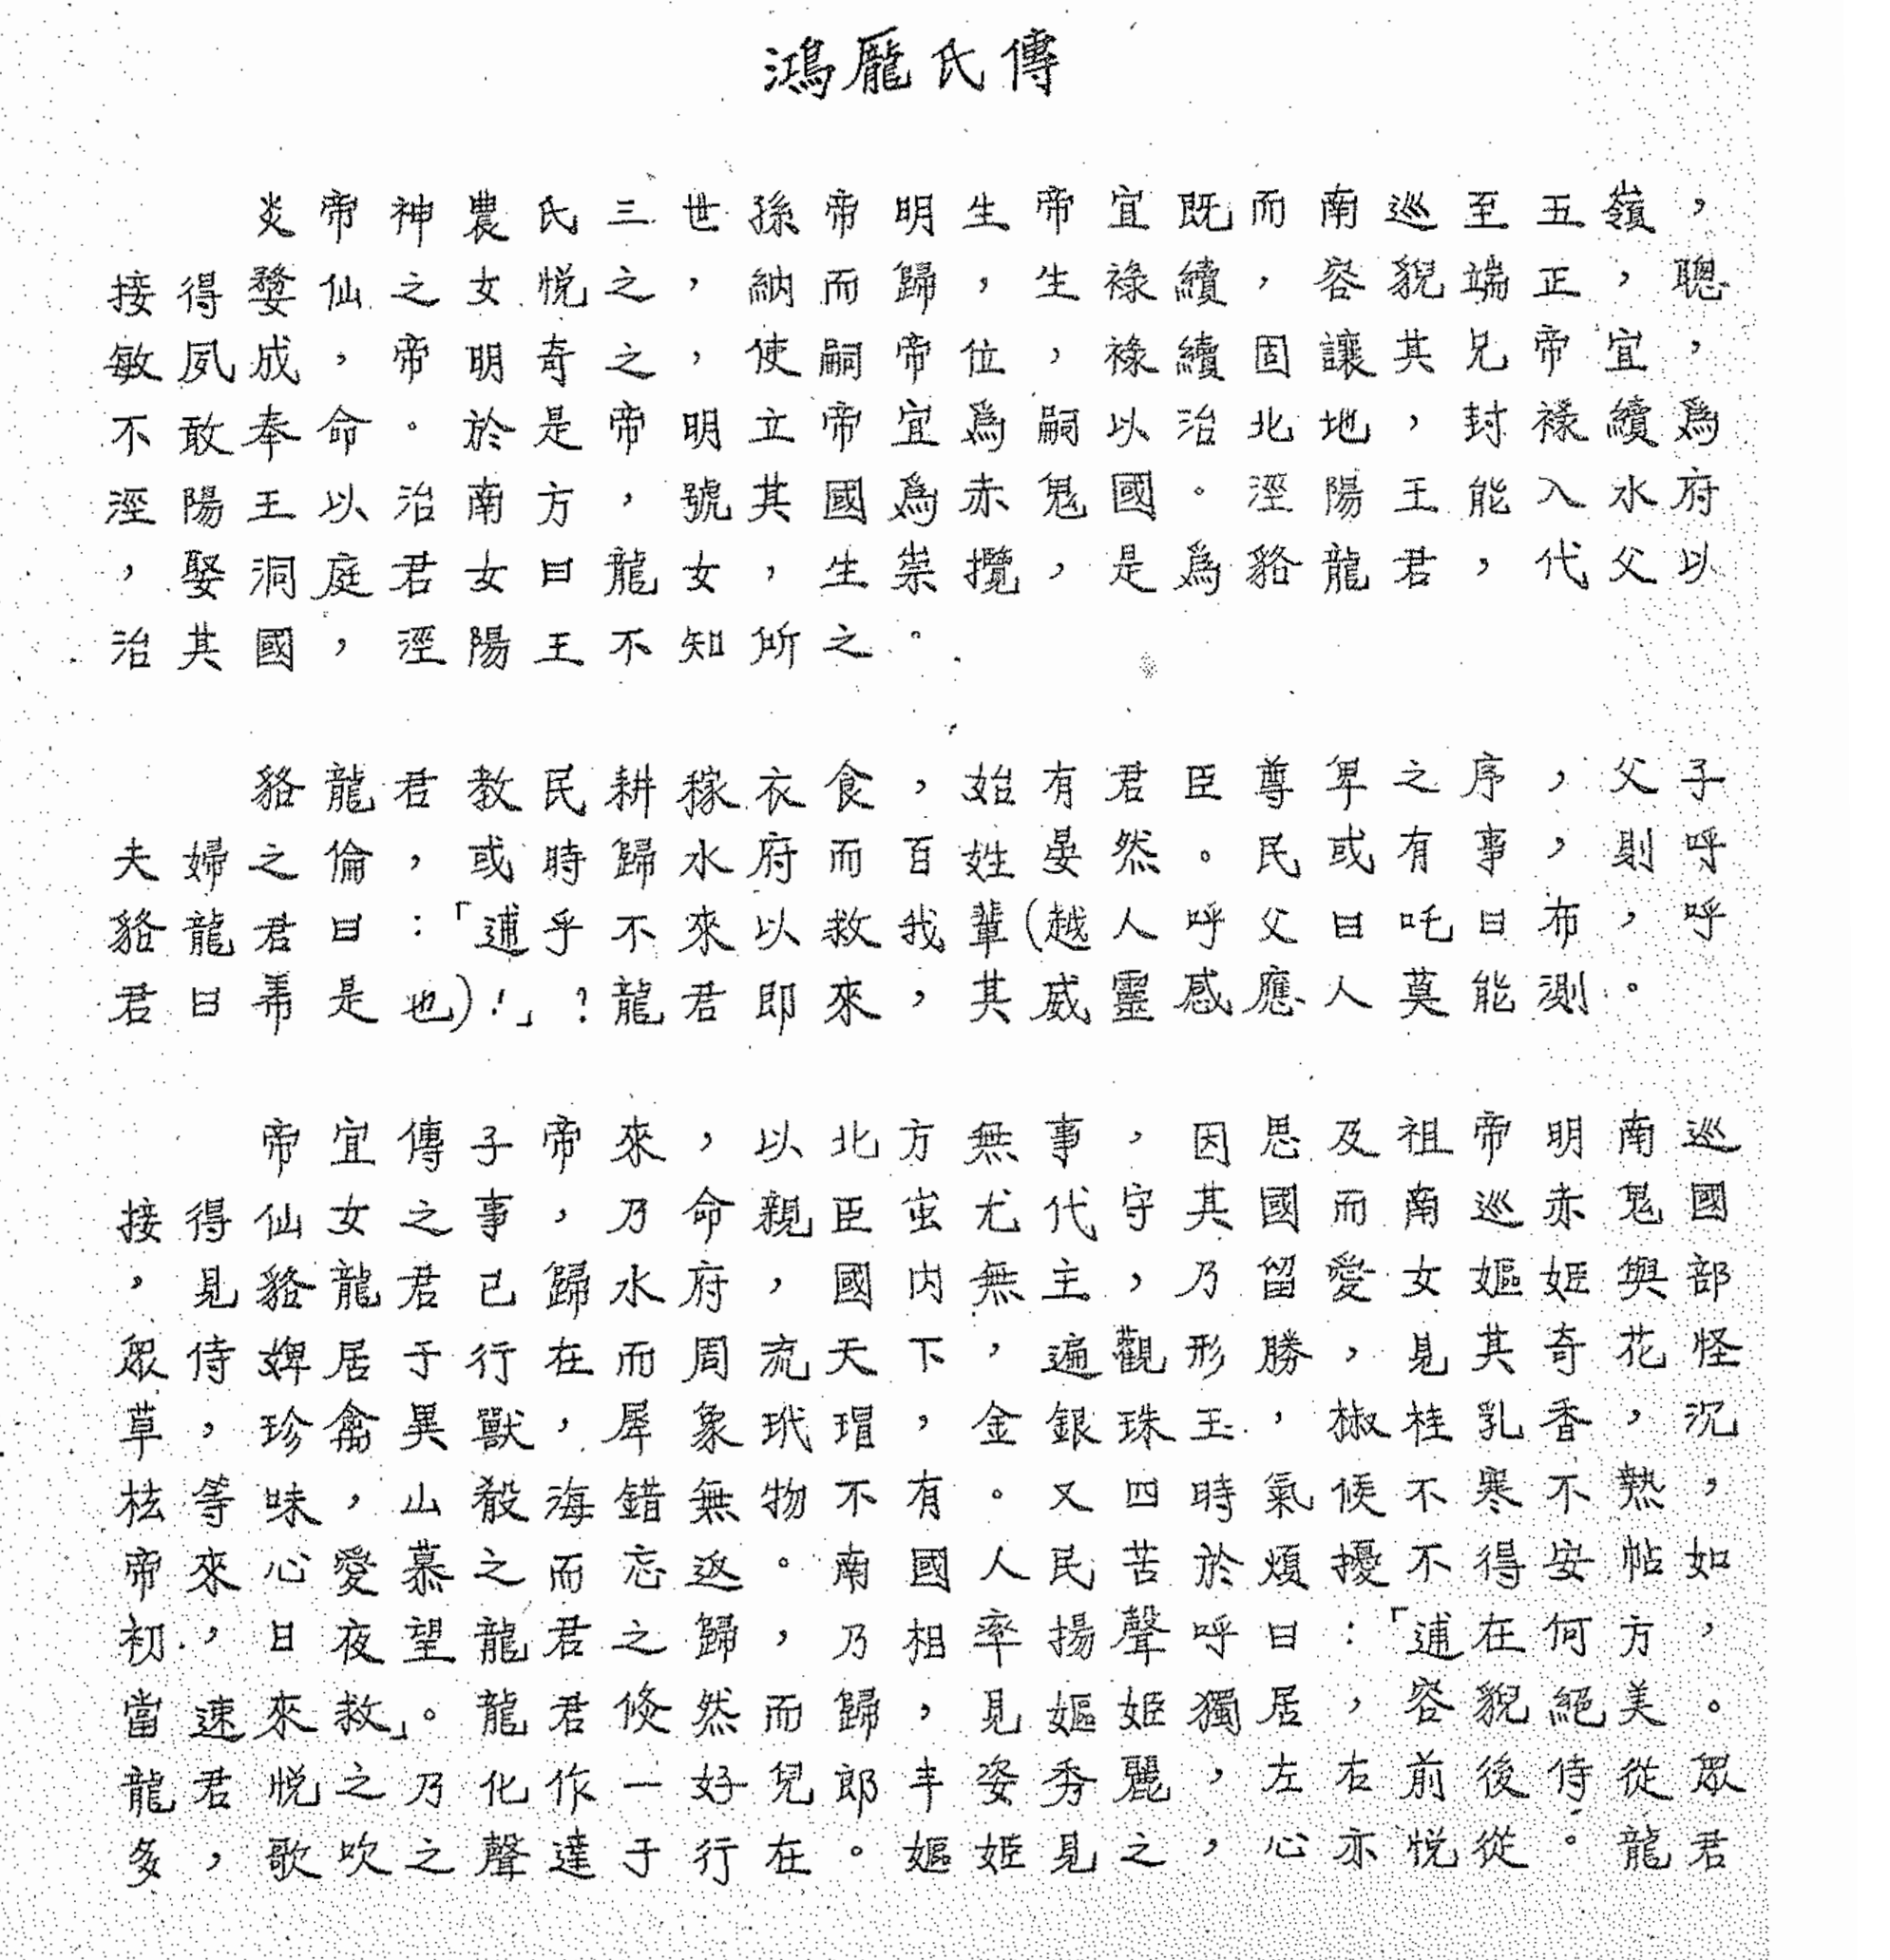 鴻龐氏傳
炎帝神農氏三世孫帝明生帝宜既而南巡至五嶺，
接得婺仙之女悅之，納而歸，生祿續，容貌端正，聰
敏夙成，帝明奇之，使嗣帝位，祿續固讓其兄帝宜，
不敢奉命。於是帝明立帝宜爲嗣以治北地，封祿續爲
涇陽王以治南方，號其國爲赤鬼國。涇陽王能入水府
，娶洞庭君女曰龍女，生崇攬，是爲貉龍君，代父以
治其國，涇陽王不知所之。
貉龍君教民耕稼衣食，始有君臣尊卑之序，父子
夫婦之倫，或時歸水府而百姓晏然。民或有事，則呼
貉龍君曰：「逋乎不來以救我輩(越人呼父曰吒曰布，呼
君曰𢂜是也)！」？龍君即來，其威靈感應人莫能測。
帝宜傳子帝來，以北方無事，因思及祖帝明南巡
接得仙女之事，乃命親臣蚩尤代守其國而南巡赤鬼國
，見貉龍君已歸水府，國内無主，乃留愛女嫗姬與部
眾侍婢居于行在而周流天下，遍觀形勝，見其奇花怪
草，珍禽異獸，犀象玳瑁，金銀珠玉，椒桂乳香，沉
枟等味，山殽海錯無物不有。又四時氣候不寒不熱，
帝來心愛慕之而忘返。南國人民苦於煩擾不得安帖如
初，日夜望龍君之歸，乃相率揚聲呼曰：「逋在何方，
當速來救」。龍君倏然而歸，見嫗姬獨居，容貌絕美。
龍君悅之乃化作一好兒郎丰姿秀麗，左右前後侍從眾
多，歌吹之聲達于行在。嫗姬見之，心亦悅從。龍君